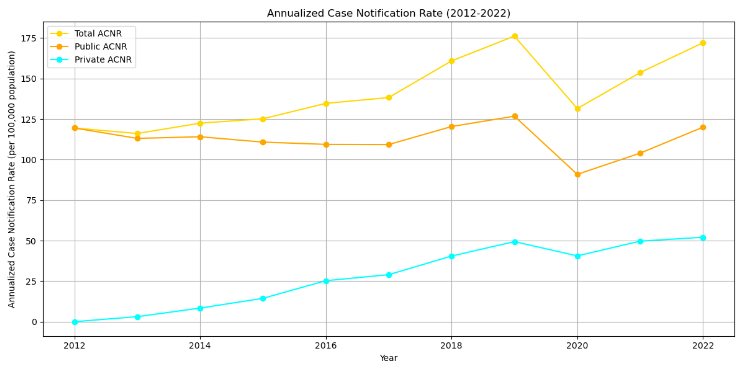 Annualized Case Notification Rate (2012-2022)
Total ACNR
Public ACNR
Private ACNR
Annualized Case Notification Rate (per 100,000 population)
175
150
125
100
75
50
25
0
2012
2014
2016
2018
2020
2022
Year